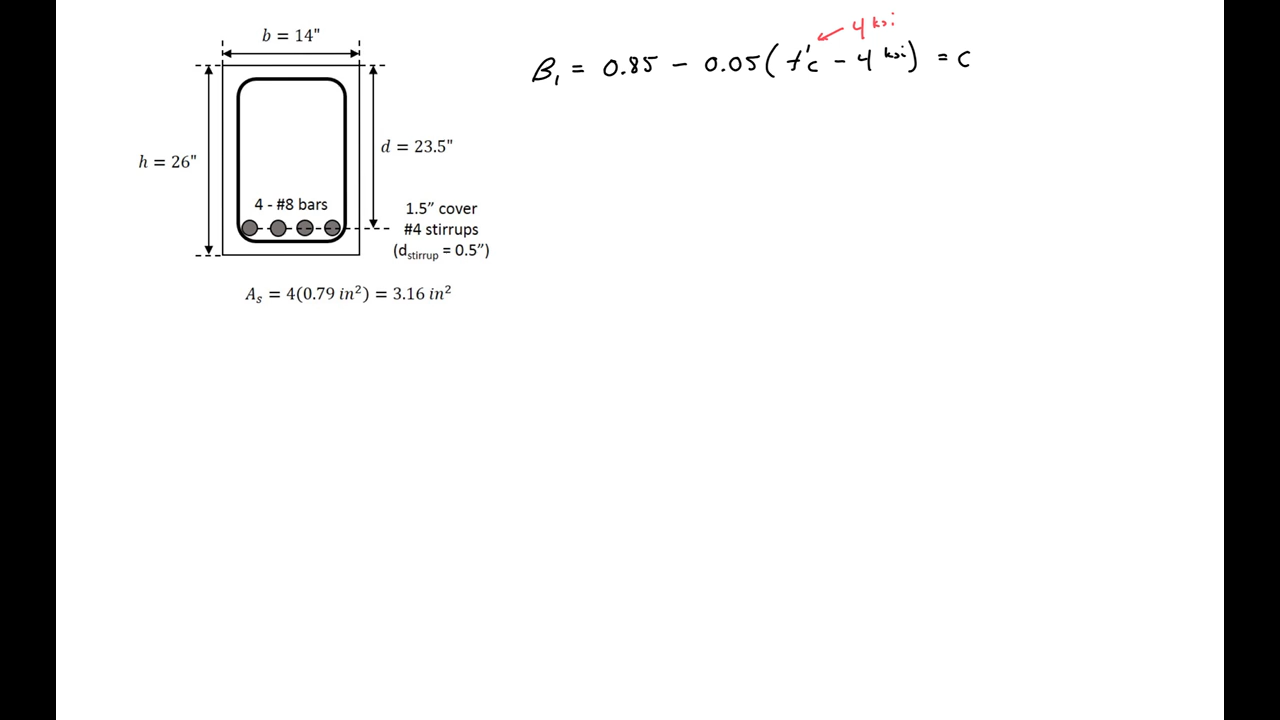 b = 14"
4 ksi
B₁ = 0.85 - 0.05 ( f'c - 4 ksi ) = c
h = 26"
d = 23.5"
4 - #8 bars
1.5" cover
#4 stirrups
(dstirrup = 0.5")
Aₛ = 4(0.79 in²) = 3.16 in²